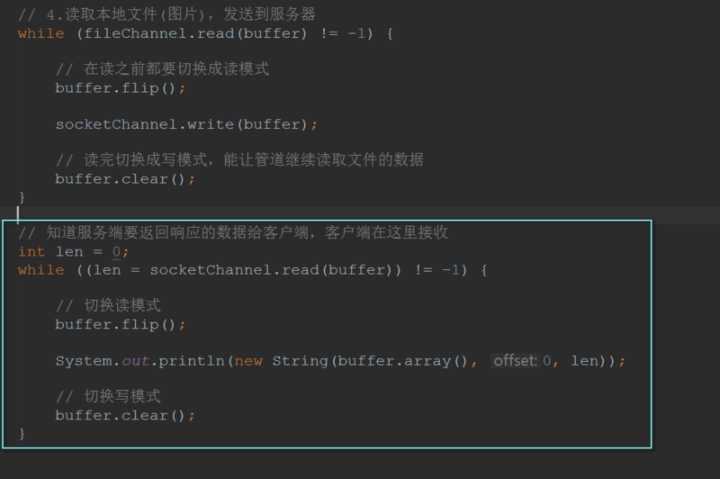 // 4.读取本地文件(图片)，发送到服务器
while (fileChannel.read(buffer) != -1) {
// 在读之前都要切换成读模式
buffer.flip();
socketChannel.write(buffer);
// 读完切换成写模式，能让管道继续读取文件的数据
buffer.clear();
}
// 知道服务端要返回响应的数据给客户端，客户端在这里接收
int len = 0;
while ((len = socketChannel.read(buffer)) != -1) {
// 切换读模式
buffer.flip();
System.out.println(new String(buffer.array(), offset: 0, len));
// 切换写模式
buffer.clear();
}